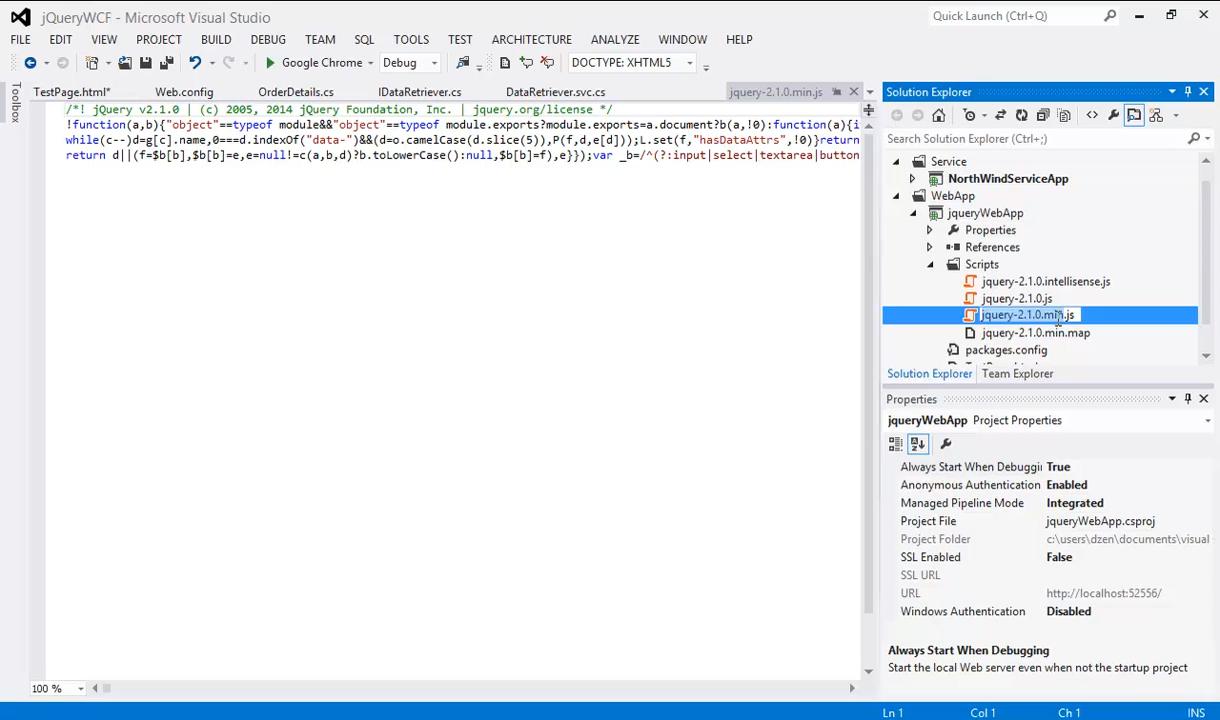 jQueryWCF - Microsoft Visual Studio
Quick Launch (Ctrl+Q)
FILE EDIT VIEW PROJECT BUILD DEBUG TEAM SQL TOOLS TEST ARCHITECTURE ANALYZE WINDOW HELP
Google Chrome Debug DOCTYPE: XHTML5
Toolbox
TestPage.html* Web.config OrderDetails.cs IDataRetriever.cs DataRetriever.svc.cs jquery-2.1.0.min.js
/*! jQuery v2.1.0 | (c) 2005, 2014 jQuery Foundation, Inc. | jquery.org/license */
!function(a,b){"object"==typeof module&&"object"==typeof module.exports?module.exports=a.document?b(a,!0):function(a){i
while(c--)d=g[c].name,0===d.indexOf("data-")&&(d=o.camelCase(d.slice(5)),P(f,d,e[d]));L.set(f,"hasDataAttrs",!0)}return
return d||(f=$b[b],$b[b]=e,e=null!=c(a,b,d)?b.toLowerCase():null,$b[b]=f),e}});var _b=/^(?:input|select|textarea|button
100 %
Solution Explorer
Search Solution Explorer (Ctrl+;)
Service
NorthWindServiceApp
WebApp
jqueryWebApp
Properties
References
Scripts
jquery-2.1.0.intellisense.js
jquery-2.1.0.js
jquery-2.1.0.min.js
jquery-2.1.0.min.map
packages.config
Solution Explorer Team Explorer
Properties
jqueryWebApp Project Properties
Always Start When Debuggin True
Anonymous Authentication Enabled
Managed Pipeline Mode Integrated
Project File jqueryWebApp.csproj
Project Folder c:\users\dzen\documents\visual
SSL Enabled False
SSL URL
URL http://localhost:52556/
Windows Authentication Disabled
Always Start When Debugging
Start the local Web server even when not the startup project
Ln 1 Col 1 Ch 1 INS